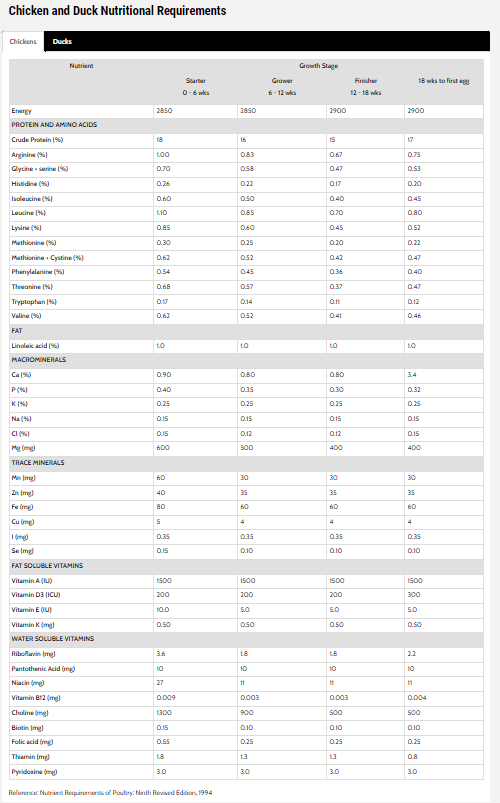 Chicken and Duck Nutritional Requirements
Chickens Ducks
Nutrient Growth Stage
Starter Grower Finisher 18 wks to first egg
0 - 6 wks 6 - 12 wks 12 - 18 wks
Energy 2850 2850 2900 2900
PROTEIN AND AMINO ACIDS
Crude Protein (%) 18 16 15 17
Arginine (%) 1.00 0.83 0.67 0.75
Glycine + serine (%) 0.70 0.58 0.47 0.53
Histidine (%) 0.26 0.22 0.17 0.20
Isoleucine (%) 0.60 0.50 0.40 0.45
Leucine (%) 1.10 0.85 0.70 0.80
Lysine (%) 0.85 0.60 0.45 0.52
Methionine (%) 0.30 0.25 0.20 0.22
Methionine + Cystine (%) 0.62 0.52 0.42 0.47
Phenylalanine (%) 0.54 0.45 0.36 0.40
Threonine (%) 0.68 0.57 0.37 0.47
Tryptophan (%) 0.17 0.14 0.11 0.12
Valine (%) 0.62 0.52 0.41 0.46
FAT
Linoleic acid (%) 1.0 1.0 1.0 1.0
MACROMINERALS
Ca (%) 0.90 0.80 0.80 3.4
P (%) 0.40 0.35 0.30 0.32
K (%) 0.25 0.25 0.25 0.25
Na (%) 0.15 0.15 0.15 0.15
Cl (%) 0.15 0.12 0.12 0.15
Mg (mg) 600 500 400 400
TRACE MINERALS
Mn (mg) 60 30 30 30
Zn (mg) 40 35 35 35
Fe (mg) 80 60 60 60
Cu (mg) 5 4 4 4
I (mg) 0.35 0.35 0.35 0.35
Se (mg) 0.15 0.10 0.10 0.10
FAT SOLUBLE VITAMINS
Vitamin A (IU) 1500 1500 1500 1500
Vitamin D3 (ICU) 200 200 200 300
Vitamin E (IU) 10.0 5.0 5.0 5.0
Vitamin K (mg) 0.50 0.50 0.50 0.50
WATER SOLUBLE VITAMINS
Riboflavin (mg) 3.6 1.8 1.8 2.2
Pantothenic Acid (mg) 10 10 10 10
Niacin (mg) 27 11 11 11
Vitamin B12 (mg) 0.009 0.003 0.003 0.004
Choline (mg) 1300 900 500 500
Biotin (mg) 0.15 0.10 0.10 0.10
Folic acid (mg) 0.55 0.25 0.25 0.25
Thiamin (mg) 1.8 1.3 1.3 0.8
Pyridoxine (mg) 3.0 3.0 3.0 3.0
Reference: Nutrient Requirements of Poultry: Ninth Revised Edition, 1994